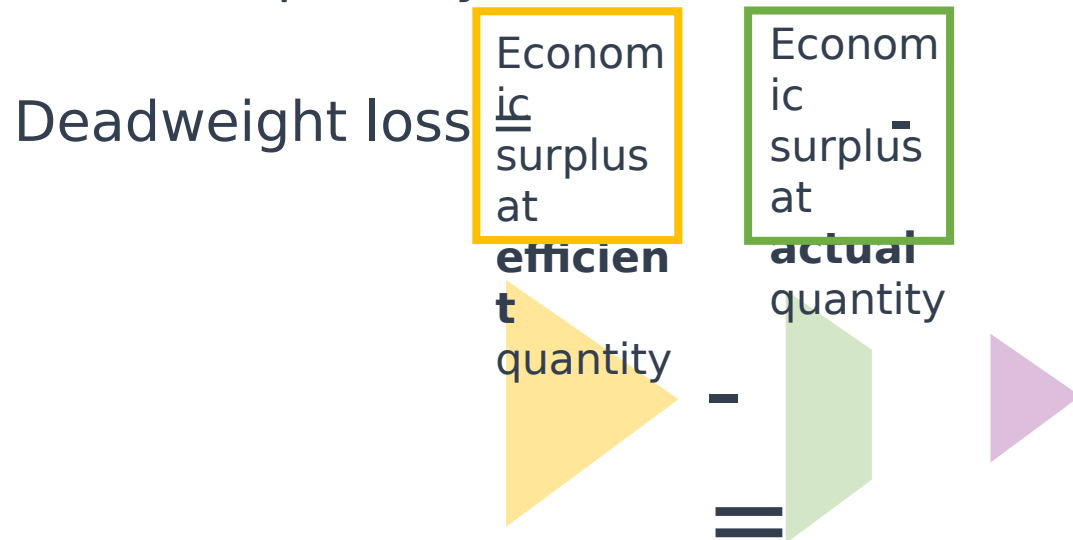 Deadweight loss
=
Econom
ic
surplus
at
efficien
t
quantity
-
Econom
ic
surplus
at
actual
quantity
-
=